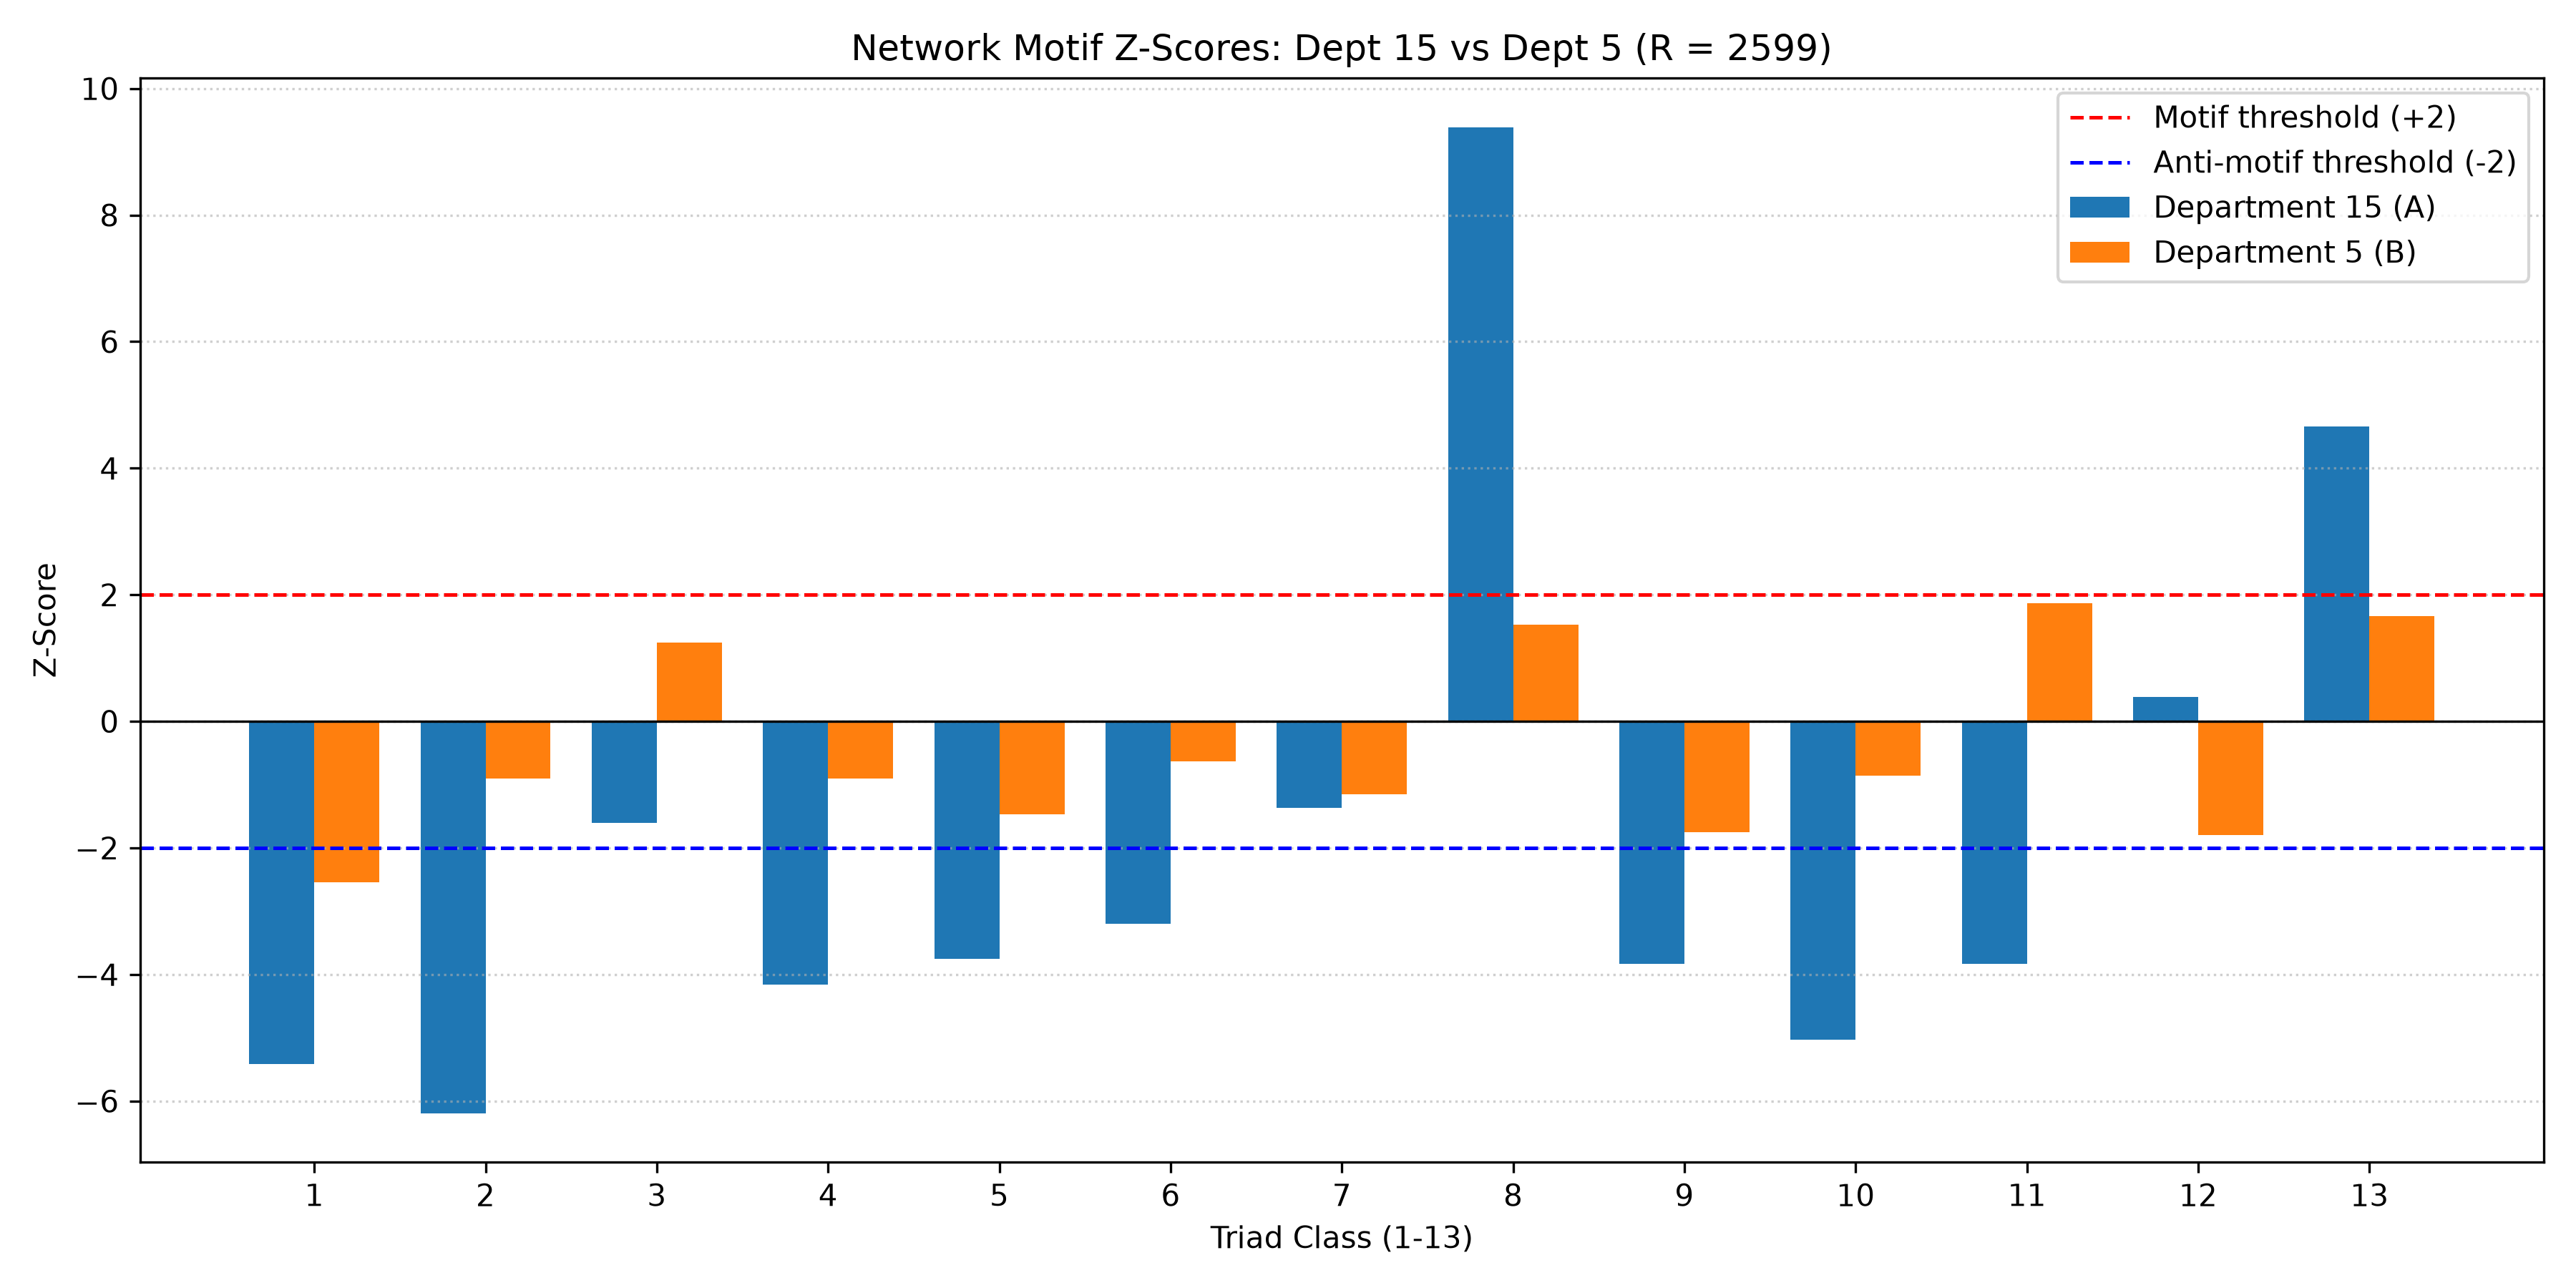 Network Motif Z-Scores: Dept 15 vs Dept 5 (R = 2599)
Z-Score
10
8
6
4
2
0
−2
−4
−6
Motif threshold (+2)
Anti-motif threshold (-2)
Department 15 (A)
Department 5 (B)
1 2 3 4 5 6 7 8 9 10 11 12 13
Triad Class (1-13)